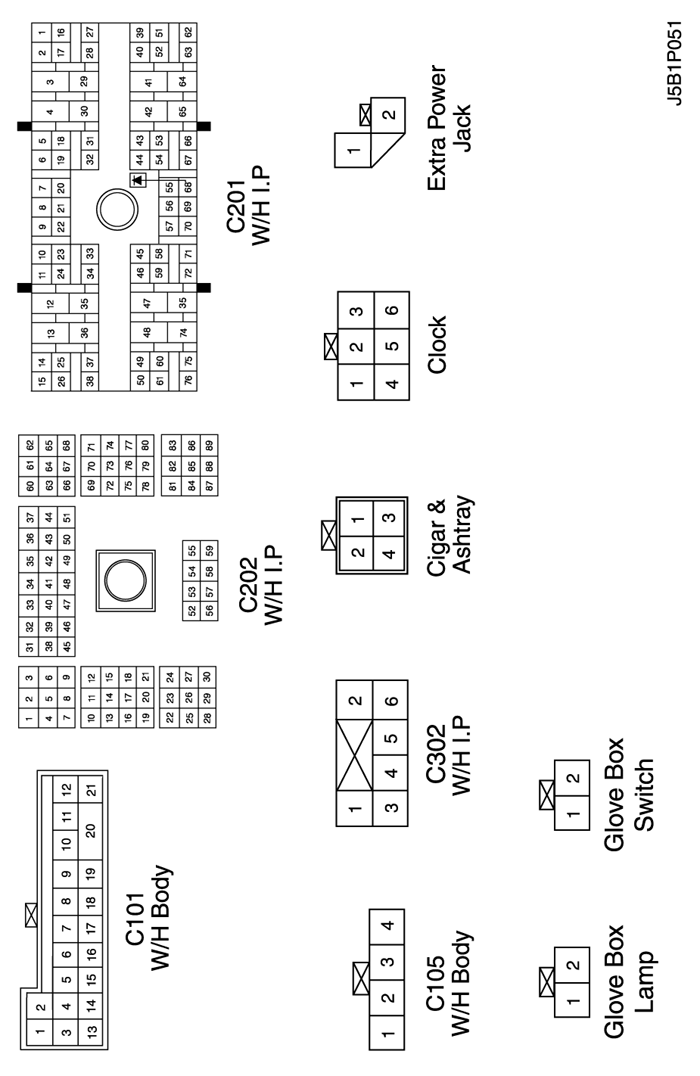 1 2
3 4 5 6 7 8 9 10 11 12
13 14 15 16 17 18 19 20 21
C101
W/H Body
1 2 3
4 5 6
7 8 9
10 11 12
13 14 15
16 17 18
19 20 21
22 23 24
25 26 27
28 29 30
31 32 33 34 35 36 37
38 39 40 41 42 43 44
45 46 47 48 49 50 51
52 53 54 55
56 57 58 59
60 61 62
63 64 65
66 67 68
69 70 71
72 73 74
75 76 77
78 79 80
81 82 83
84 85 86
87 88 89
C202
W/H I.P
15 14 13 12 11 10 9 8 7 6 5 4 3 2 1
26 25 24 23 22 21 20 19 18 17 16
38 37 36 35 34 33 32 31 30 29 28 27
50 49 48 47 46 45 44 43 42 41 40 39
61 60 59 58 57 56 55 54 53 52 51
76 75 74 35 72 71 70 69 68 67 66 65 64 63 62
C201
W/H I.P
1 2 3 4
C105
W/H Body
1 2
3 4 5 6
C302
W/H I.P
2 1
4 3
Cigar &
Ashtray
1 2 3
4 5 6
Clock
1 2
Extra Power
Jack
1 2
Glove Box
Lamp
1 2
Glove Box
Switch
J5B1P051